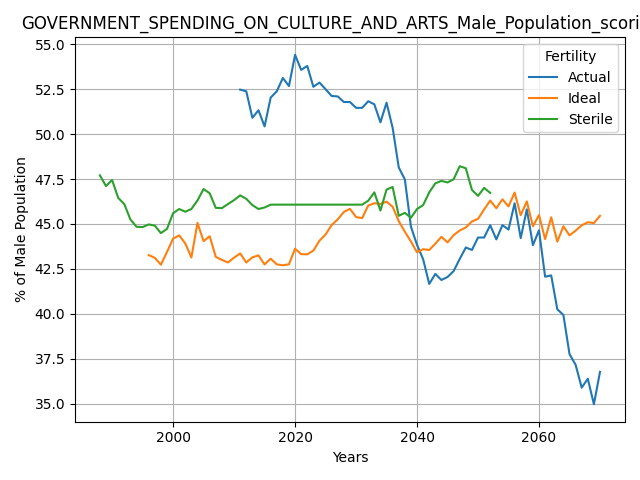 GOVERNMENT_SPENDING_ON_CULTURE_AND_ARTS_Male_Population_scori
55.0
52.5
50.0
47.5
45.0
42.5
40.0
37.5
35.0
% of Male Population
Fertility
Actual
Ideal
Sterile
2000 2020 2040 2060
Years